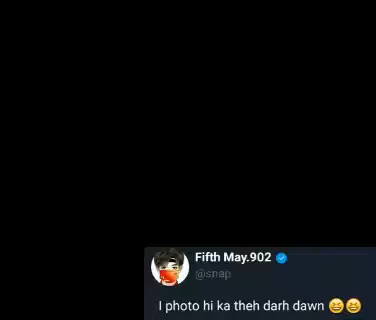 Fifth May.902
@snap
I photo hi ka theh darh dawn 😆😆